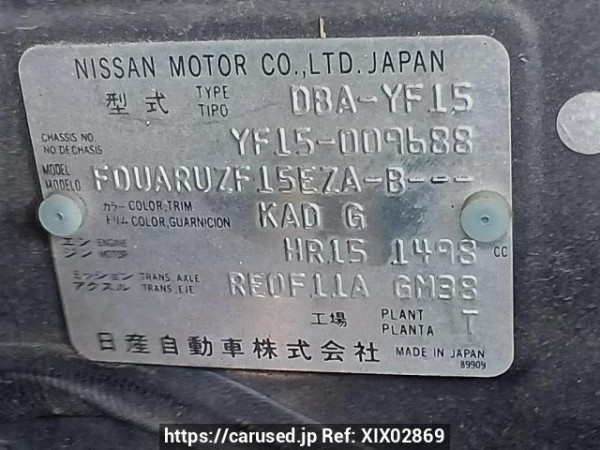 NISSAN MOTOR CO.,LTD. JAPAN
型式 TYPE TIPO DBA-YF15
CHASSIS NO. NO DE CHASIS YF15-009688
MODEL MODELO FDUARUZF15EZA-B---
カラー COLOR, TRIM トリム COLOR, GUARNICION KAD G
エンジン ENGINE MOTOR HR15 1498 CC
ミッション TRANS. AXLE アクスル TRANS. EJE RE0F11A GM38
工場 PLANT PLANTA T
日産自動車株式会社 MADE IN JAPAN
89909
https://carused.jp Ref: XIX02869